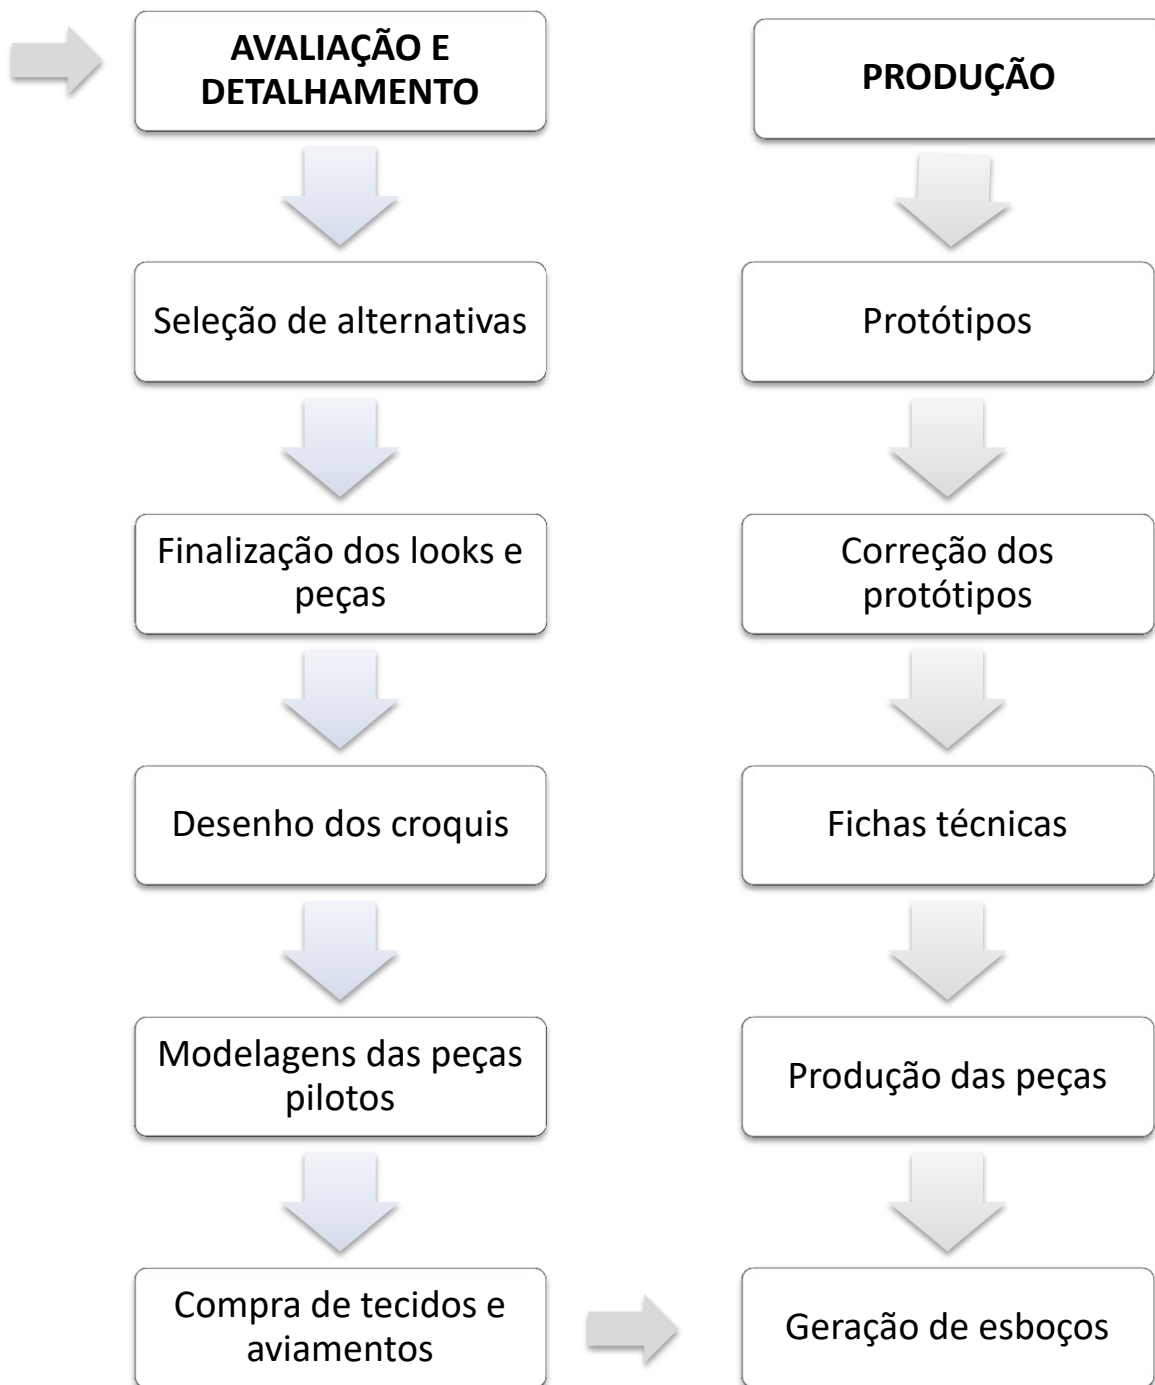 AVALIAÇÃO E
DETALHAMENTO
Seleção de alternativas
Finalização dos looks e
peças
Desenho dos croquis
Modelagens das peças
pilotos
Compra de tecidos e
aviamentos
PRODUÇÃO
Protótipos
Correção dos
protótipos
Fichas técnicas
Produção das peças
Geração de esboços